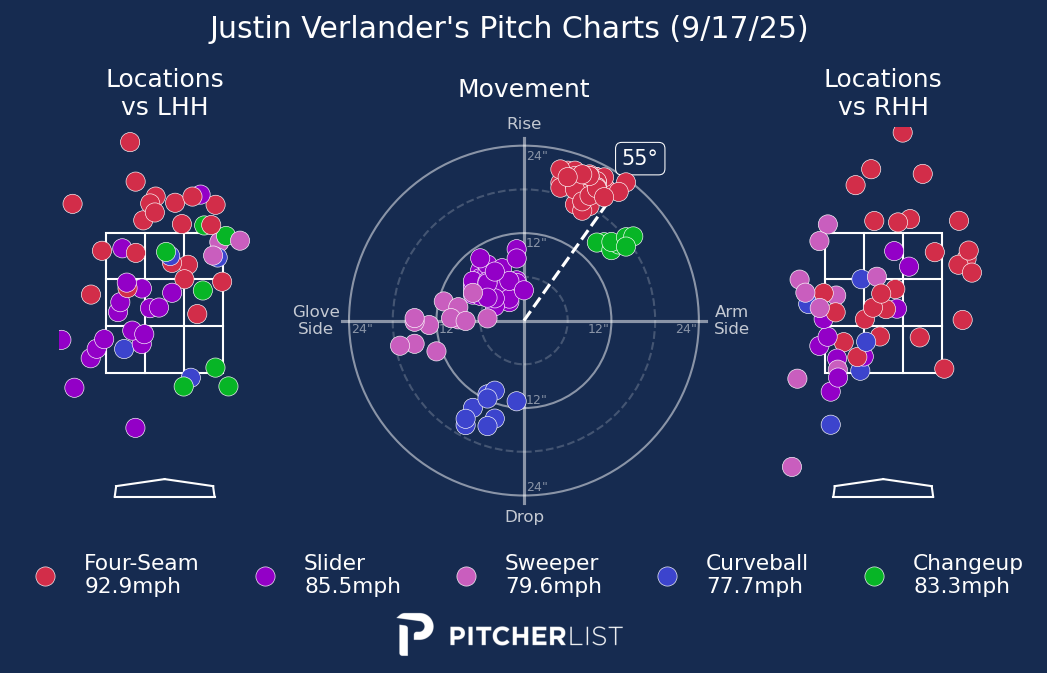 Justin Verlander's Pitch Charts (9/17/25)
Locations
vs LHH
Movement
Locations
vs RHH
Rise
24"
55°
12"
Glove
Side
24"
12"
12"
24"
Arm
Side
12"
24"
Drop
Four-Seam
92.9mph
Slider
85.5mph
Sweeper
79.6mph
Curveball
77.7mph
Changeup
83.3mph
PITCHERLIST